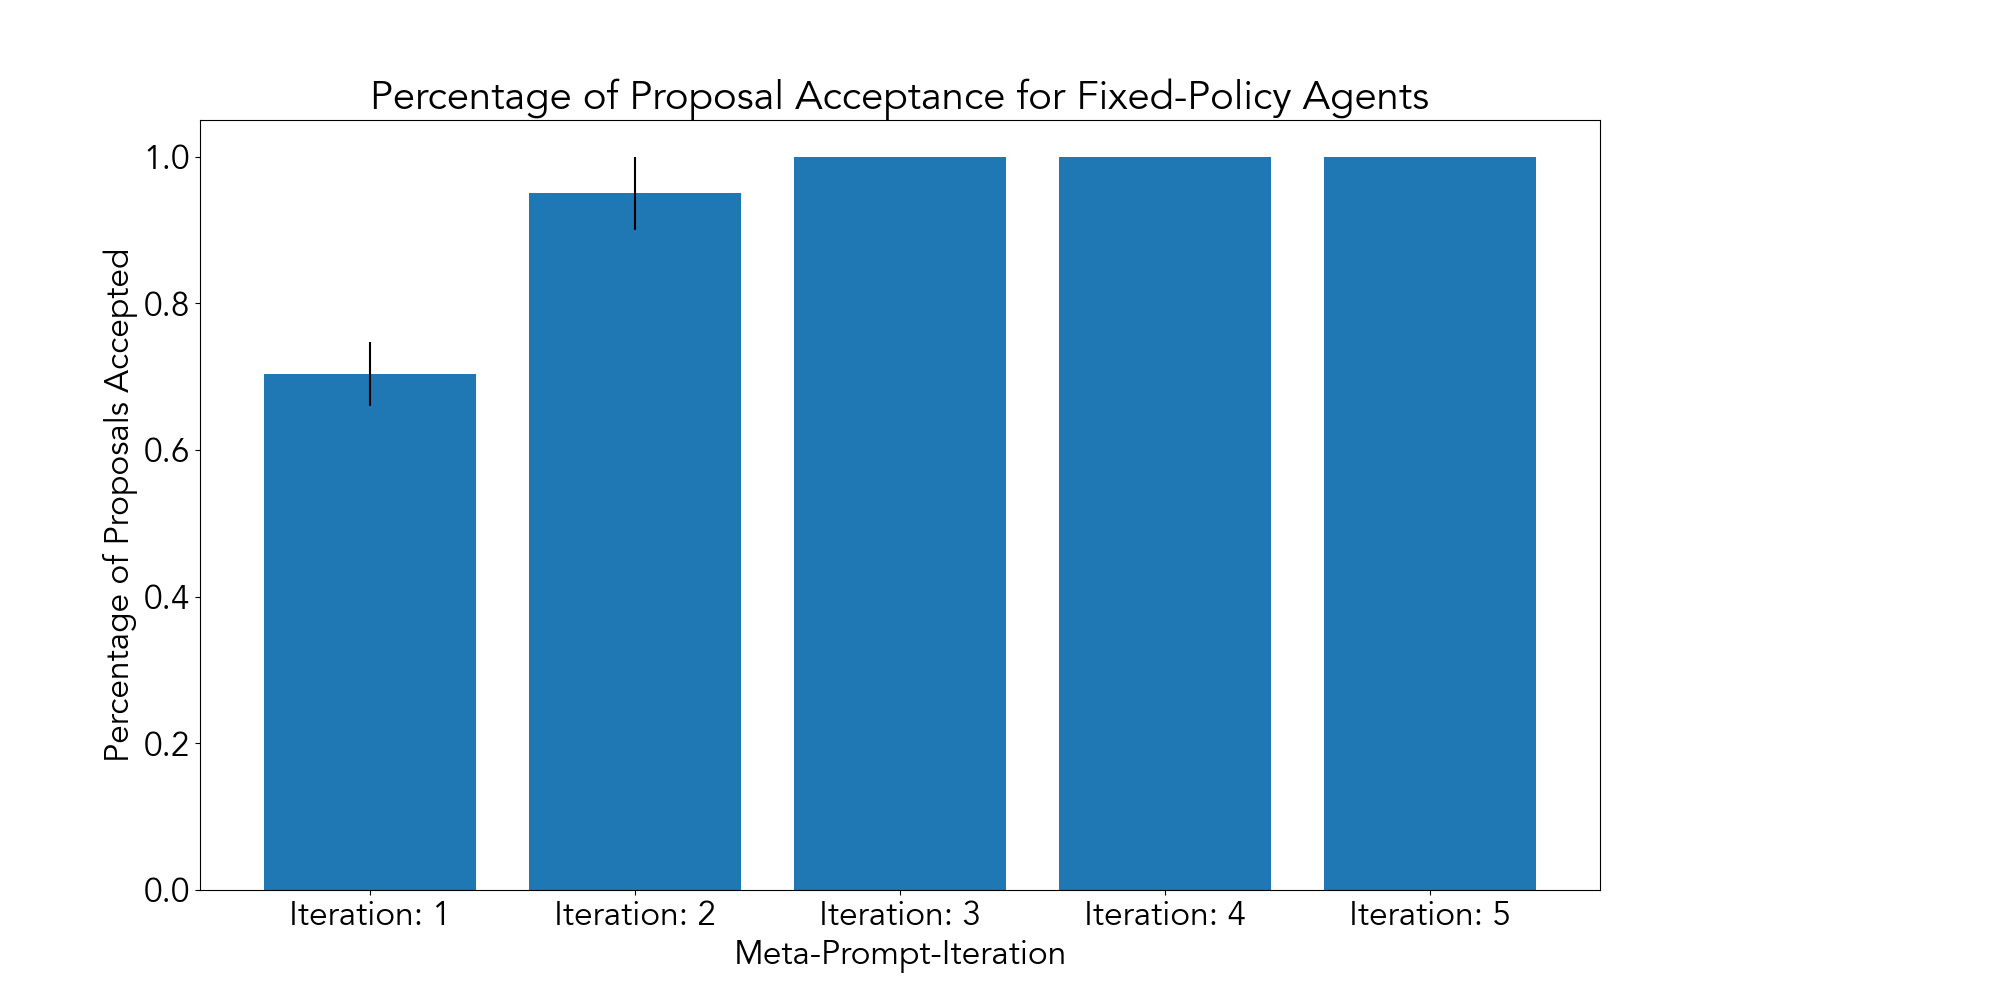 Percentage of Proposal Acceptance for Fixed-Policy Agents
Percentage of Proposals Accepted
1.0
0.8
0.6
0.4
0.2
0.0
Iteration: 1
Iteration: 2
Iteration: 3
Iteration: 4
Iteration: 5
Meta-Prompt-Iteration